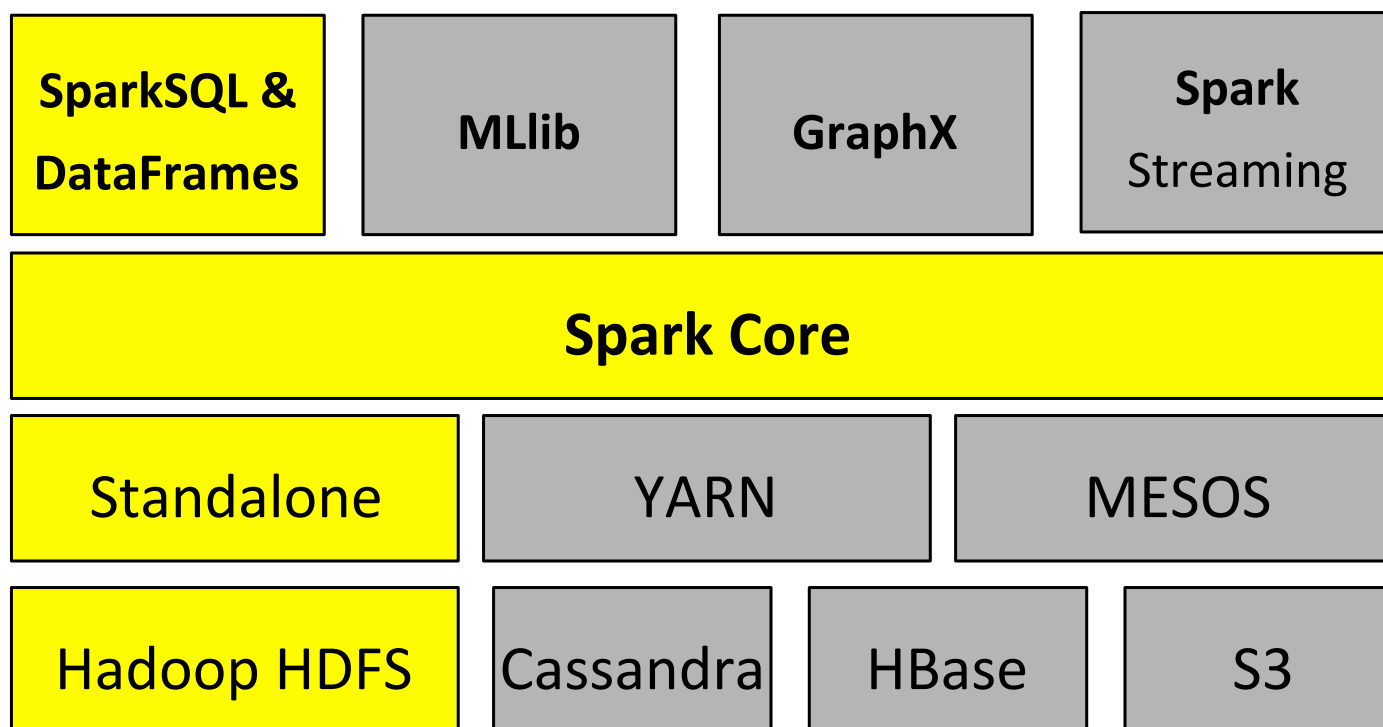 SparkSQL &
DataFrames
MLlib
GraphX
Spark
Streaming
Spark Core
Standalone
YARN
MESOS
Hadoop HDFS
Cassandra
HBase
S3